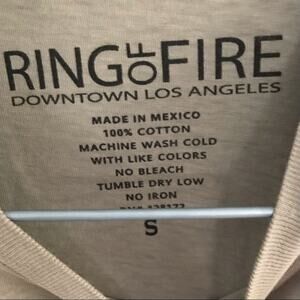 RING OF FIRE
DOWNTOWN LOS ANGELES
MADE IN MEXICO
100% COTTON
MACHINE WASH COLD
WITH LIKE COLORS
NO BLEACH
TUMBLE DRY LOW
NO IRON
S